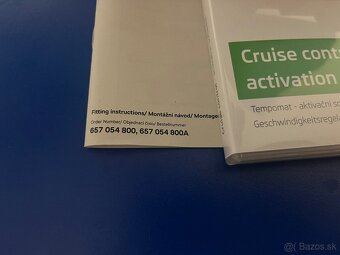 Fitting instructions/ Montážní návod/ Montage
Order Number/ Objednací číslo/ Bestellnummer
657 054 800, 657 054 800A
Cruise cont
activation
Tempomat - aktivační
Geschwindigkeitsregela
Bazos.sk